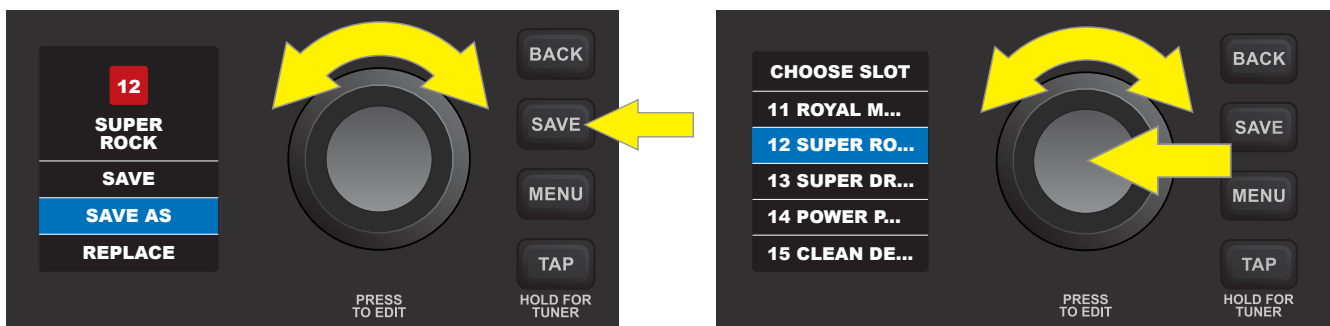 12
SUPER
ROCK
SAVE
SAVE AS
REPLACE
PRESS
TO EDIT
BACK
SAVE
MENU
TAP
HOLD FOR
TUNER
CHOOSE SLOT
11 ROYAL M...
12 SUPER RO...
13 SUPER DR...
14 POWER P...
15 CLEAN DE...
PRESS
TO EDIT
BACK
SAVE
MENU
TAP
HOLD FOR
TUNER